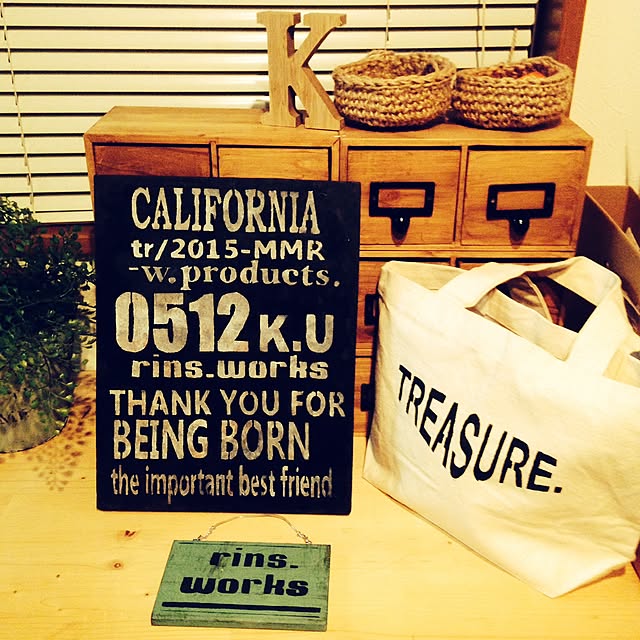 K
CALIFORNIA
tr/2015-MMR
-w.products.
0512 K.U
rins.works
THANK YOU FOR
BEING BORN
the important best friend
TREASURE.
rins.
works